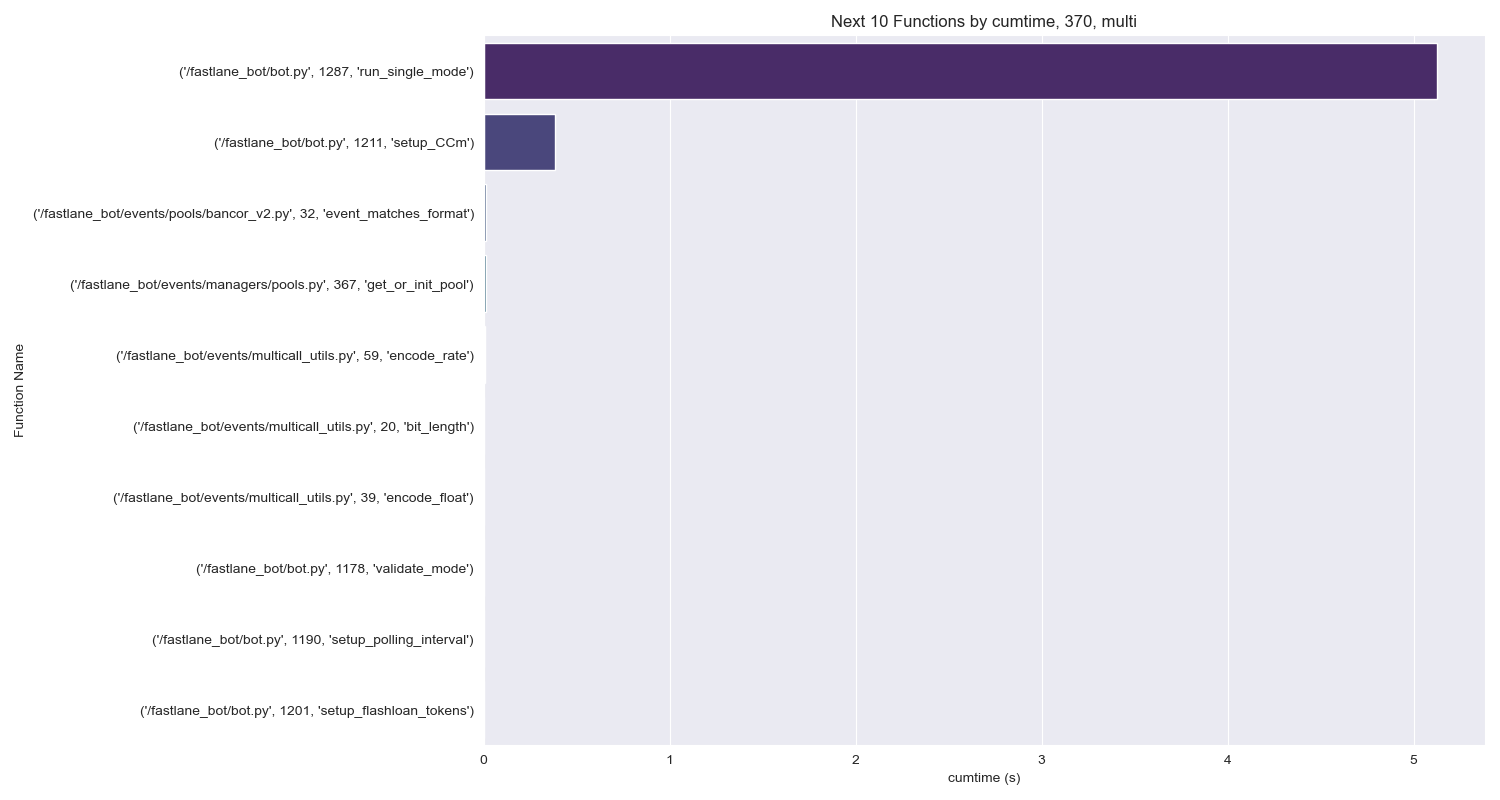 Next 10 Functions by cumtime, 370, multi
('/fastlane_bot/bot.py', 1287, 'run_single_mode')
('/fastlane_bot/bot.py', 1211, 'setup_CCm')
('/fastlane_bot/events/pools/bancor_v2.py', 32, 'event_matches_format')
('/fastlane_bot/events/managers/pools.py', 367, 'get_or_init_pool')
('/fastlane_bot/events/multicall_utils.py', 59, 'encode_rate')
('/fastlane_bot/events/multicall_utils.py', 20, 'bit_length')
('/fastlane_bot/events/multicall_utils.py', 39, 'encode_float')
('/fastlane_bot/bot.py', 1178, 'validate_mode')
('/fastlane_bot/bot.py', 1190, 'setup_polling_interval')
('/fastlane_bot/bot.py', 1201, 'setup_flashloan_tokens')
Function Name
0 1 2 3 4 5
cumtime (s)